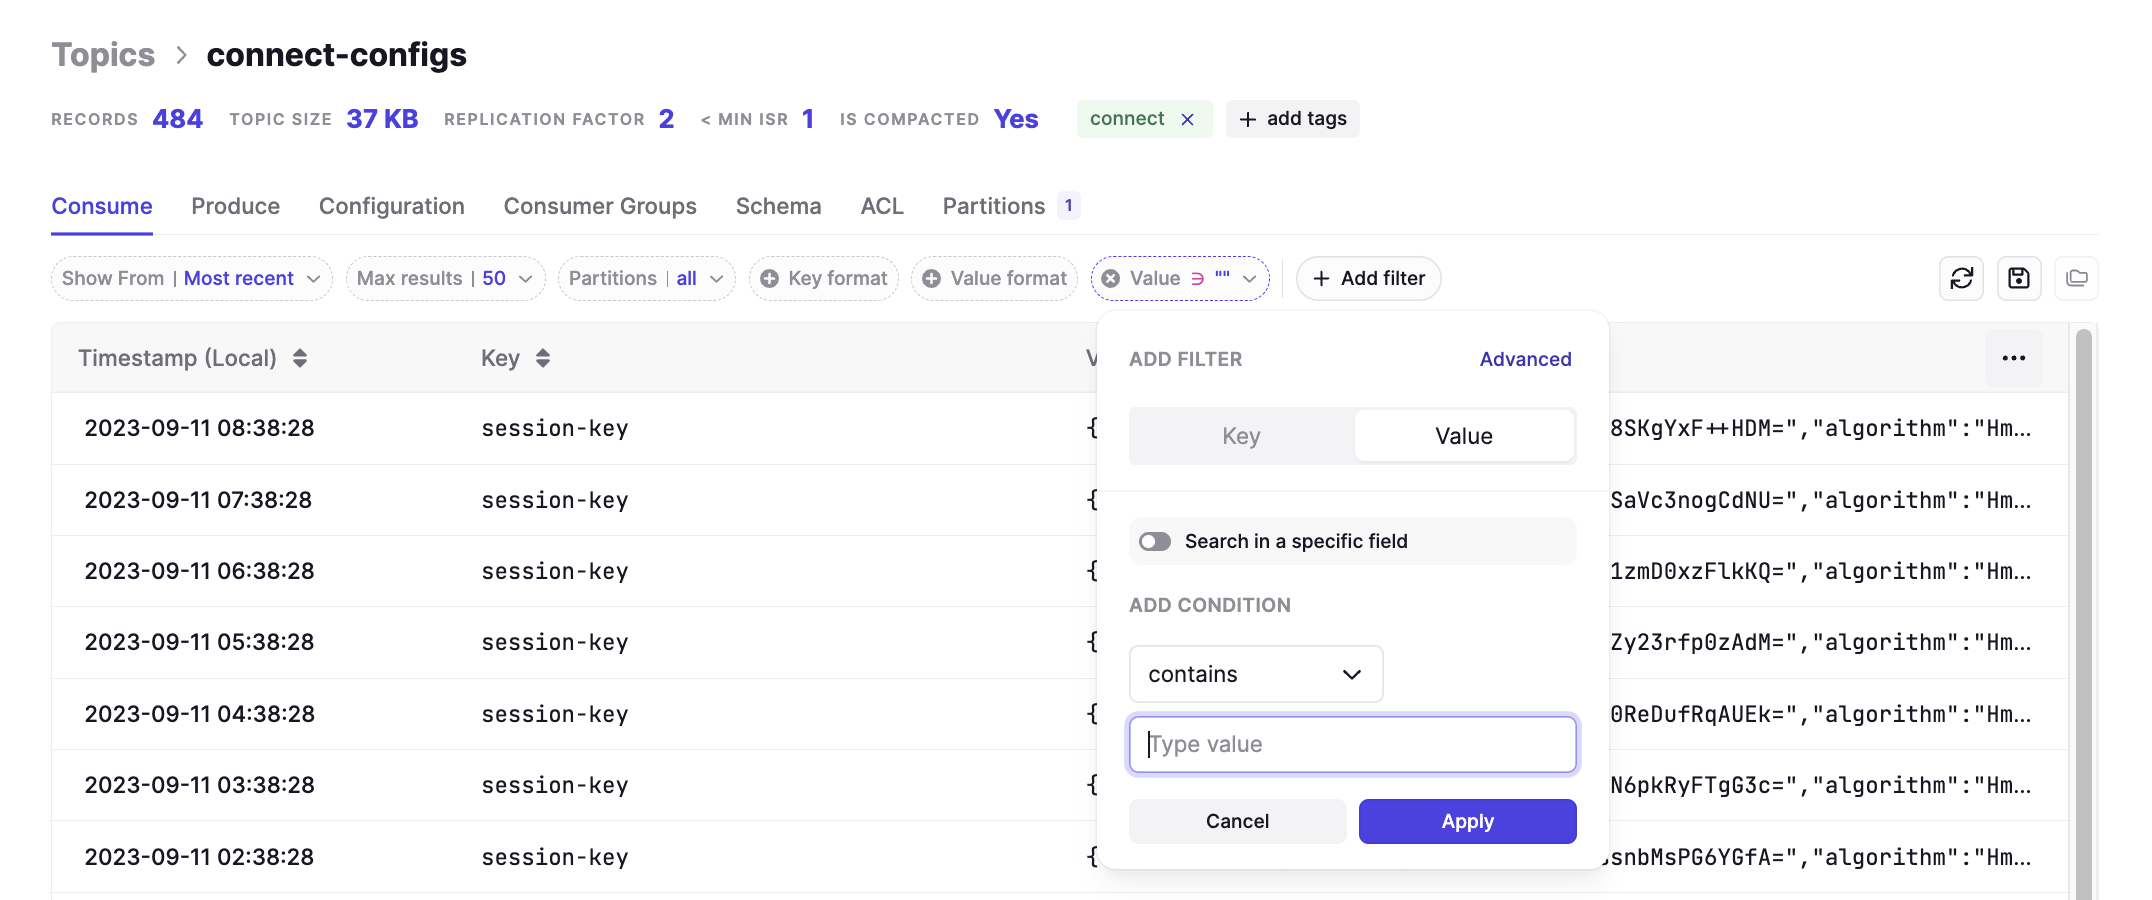 Topics > connect-configs
RECORDS 484 TOPIC SIZE 37 KB REPLICATION FACTOR 2 < MIN ISR 1 IS COMPACTED Yes connect × + add tags
Consume Produce Configuration Consumer Groups Schema ACL Partitions 1
Show From | Most recent Max results | 50 Partitions | all Key format Value format Value ∋ "" + Add filter
Timestamp (Local) Key V ...
ADD FILTER Advanced
Key Value
Search in a specific field
ADD CONDITION
contains
Type value
Cancel Apply
2023-09-11 08:38:28 session-key { 8SKgYxF++HDM=","algorithm":"Hm...
2023-09-11 07:38:28 session-key { SaVc3nogCdNU=","algorithm":"Hm...
2023-09-11 06:38:28 session-key { 1zmD0xzFlkKQ=","algorithm":"Hm...
2023-09-11 05:38:28 session-key { Zy23rfp0zAdM=","algorithm":"Hm...
2023-09-11 04:38:28 session-key { 0ReDufRqAUEk=","algorithm":"Hm...
2023-09-11 03:38:28 session-key { N6pkRyFTgG3c=","algorithm":"Hm...
2023-09-11 02:38:28 session-key { snbMsPG6YGfA=","algorithm":"Hm...